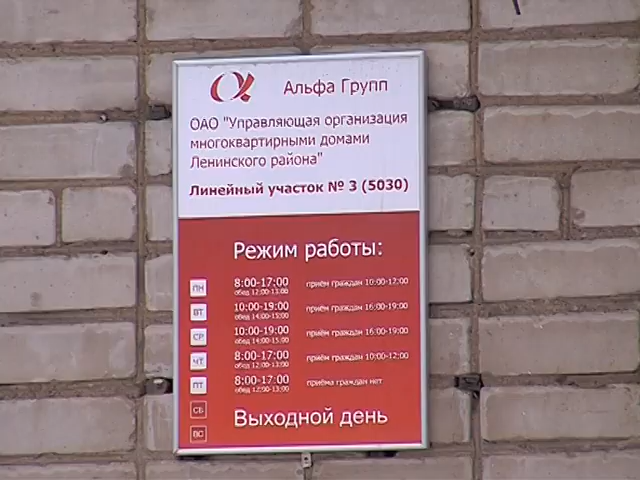 Альфа Групп
ОАО "Управляющая организация
многоквартирными домами
Ленинского района"
Линейный участок № 3 (5030)
Режим работы:
ПН 8:00-17:00 приём граждан 10:00-12:00
обед 12:00-13:00
ВТ 10:00-19:00 приём граждан 16:00-19:00
обед 14:00-15:00
СР 10:00-19:00 приём граждан 16:00-19:00
обед 14:00-15:00
ЧТ 8:00-17:00 приём граждан 10:00-12:00
обед 12:00-13:00
ПТ 8:00-17:00 приёма граждан нет
обед 12:00-13:00
СБ
Выходной день
ВС